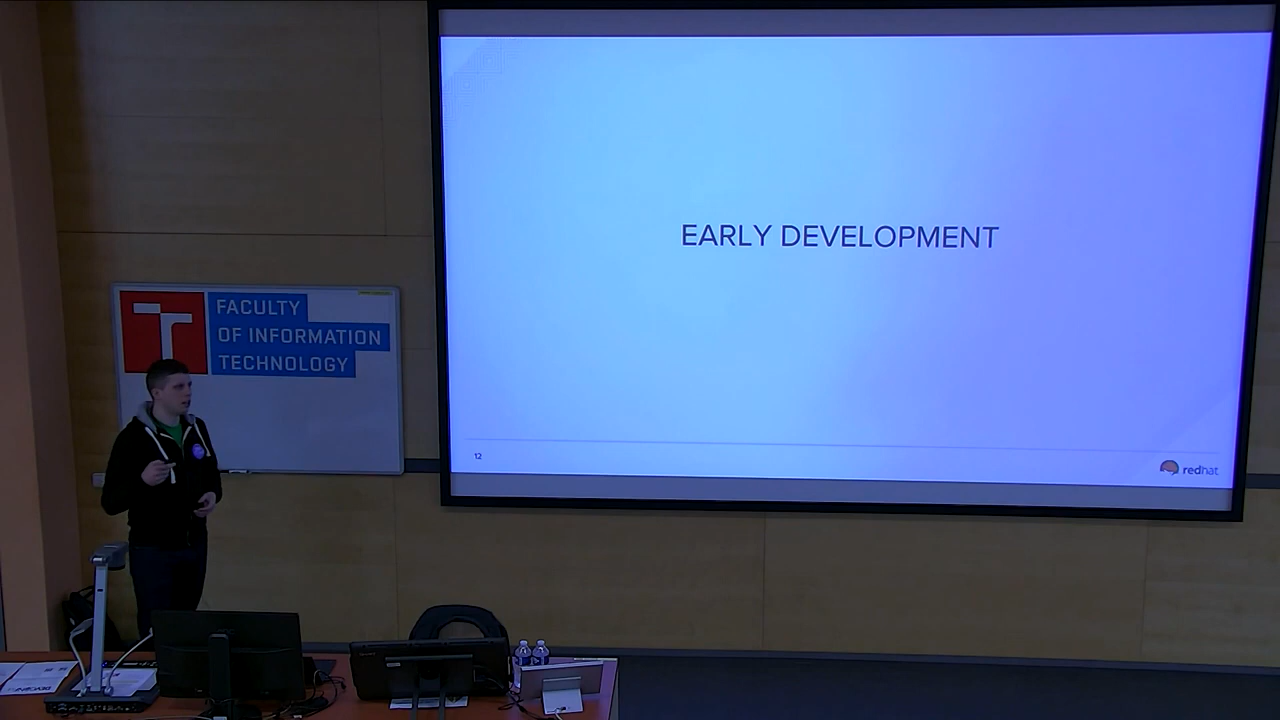 EARLY DEVELOPMENT
FACULTY
OF INFORMATION
TECHNOLOGY
12
redhat